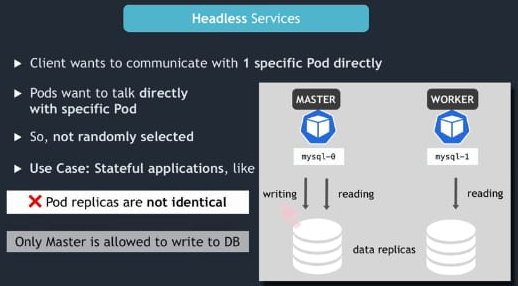 Headless Services
Client wants to communicate with 1 specific Pod directly
Pods want to talk directly
with specific Pod
So, not randomly selected
Use Case: Stateful applications, like
Pod replicas are not identical
Only Master is allowed to write to DB
MASTER
WORKER
mysql-0
mysql-1
writing
reading
reading
data replicas